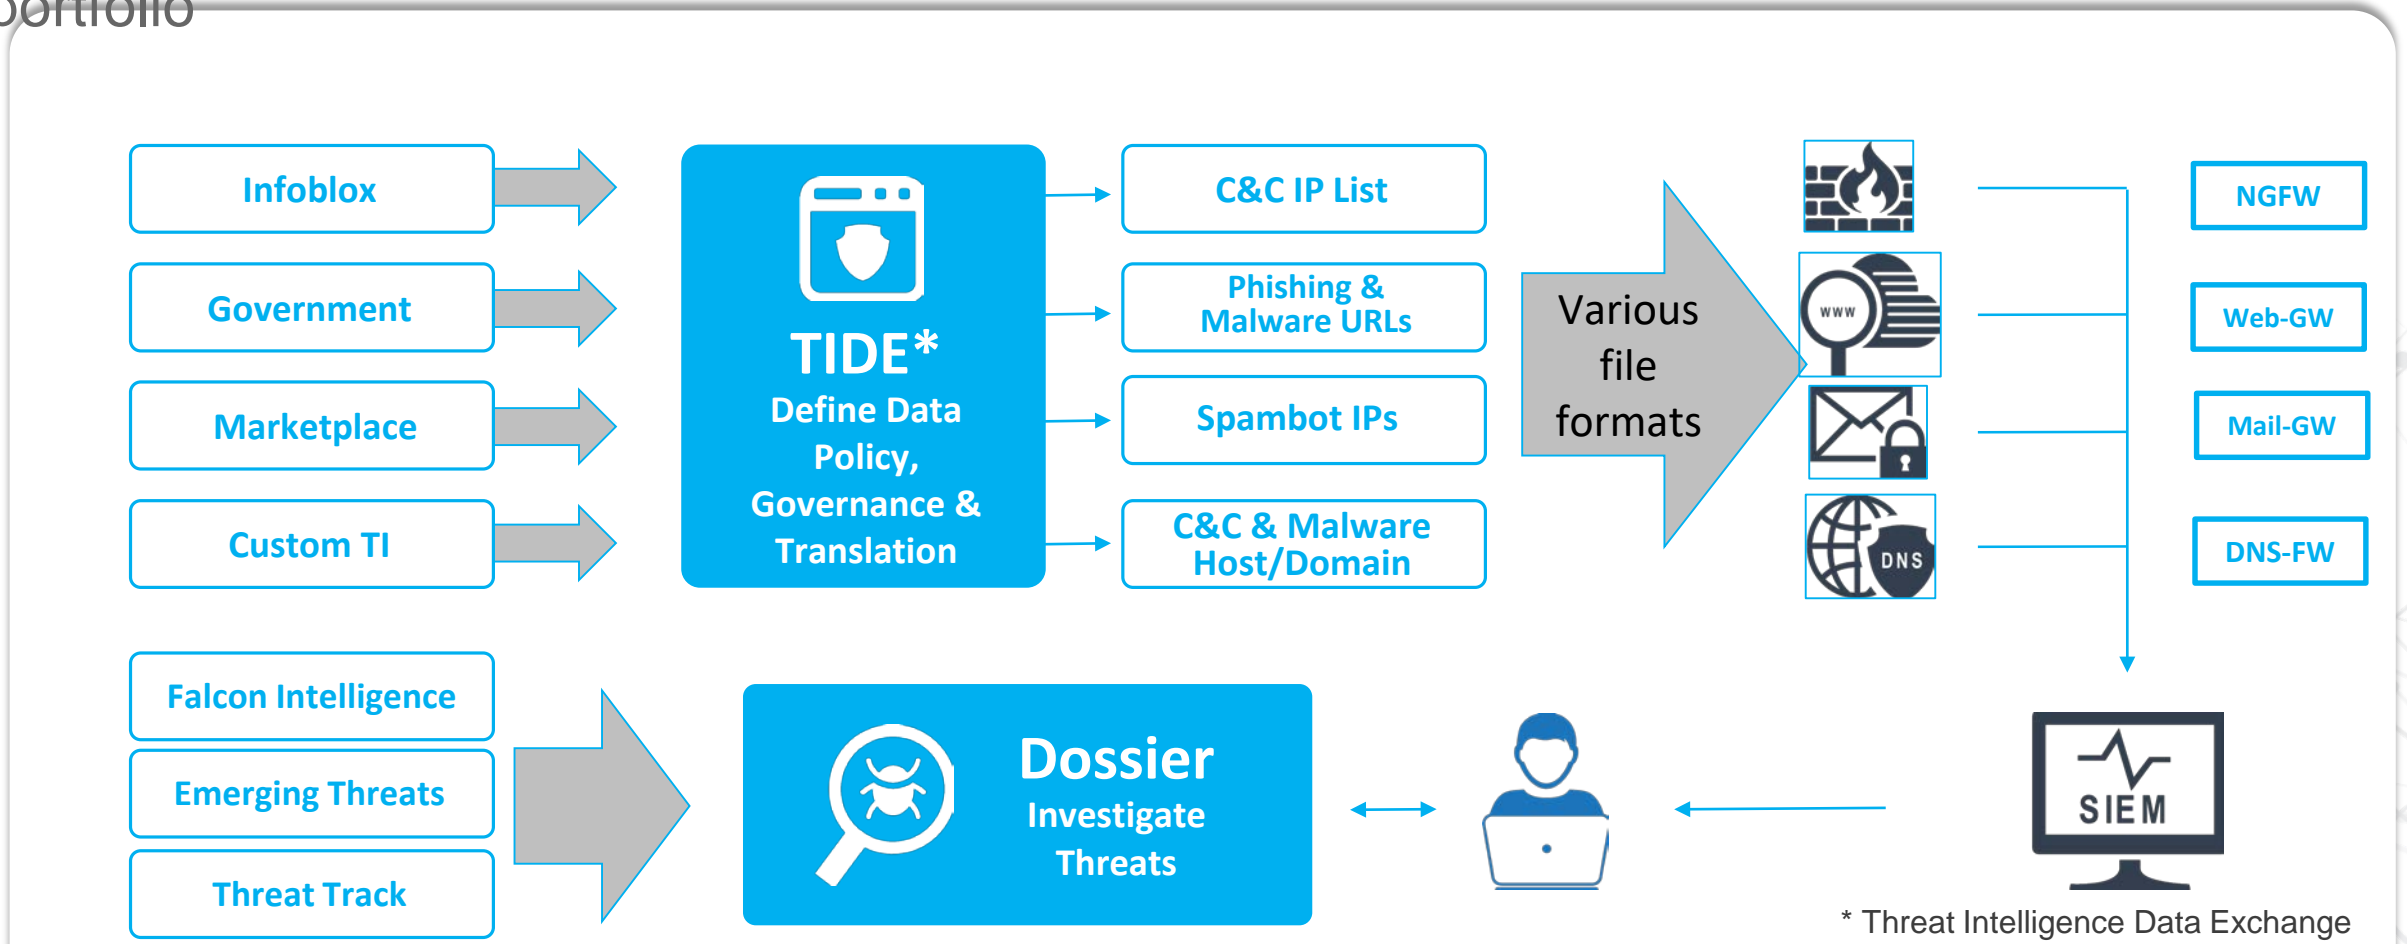 portfolio
Infoblox
Government
Marketplace
Custom TI
TIDE*
Define Data
Policy,
Governance &
Translation
C&C IP List
Phishing &
Malware URLs
Spambot IPs
C&C & Malware
Host/Domain
Various
file
formats
WWW
DNS
NGFW
Web-GW
Mail-GW
DNS-FW
Falcon Intelligence
Emerging Threats
Threat Track
Dossier
Investigate
Threats
SIEM
* Threat Intelligence Data Exchange